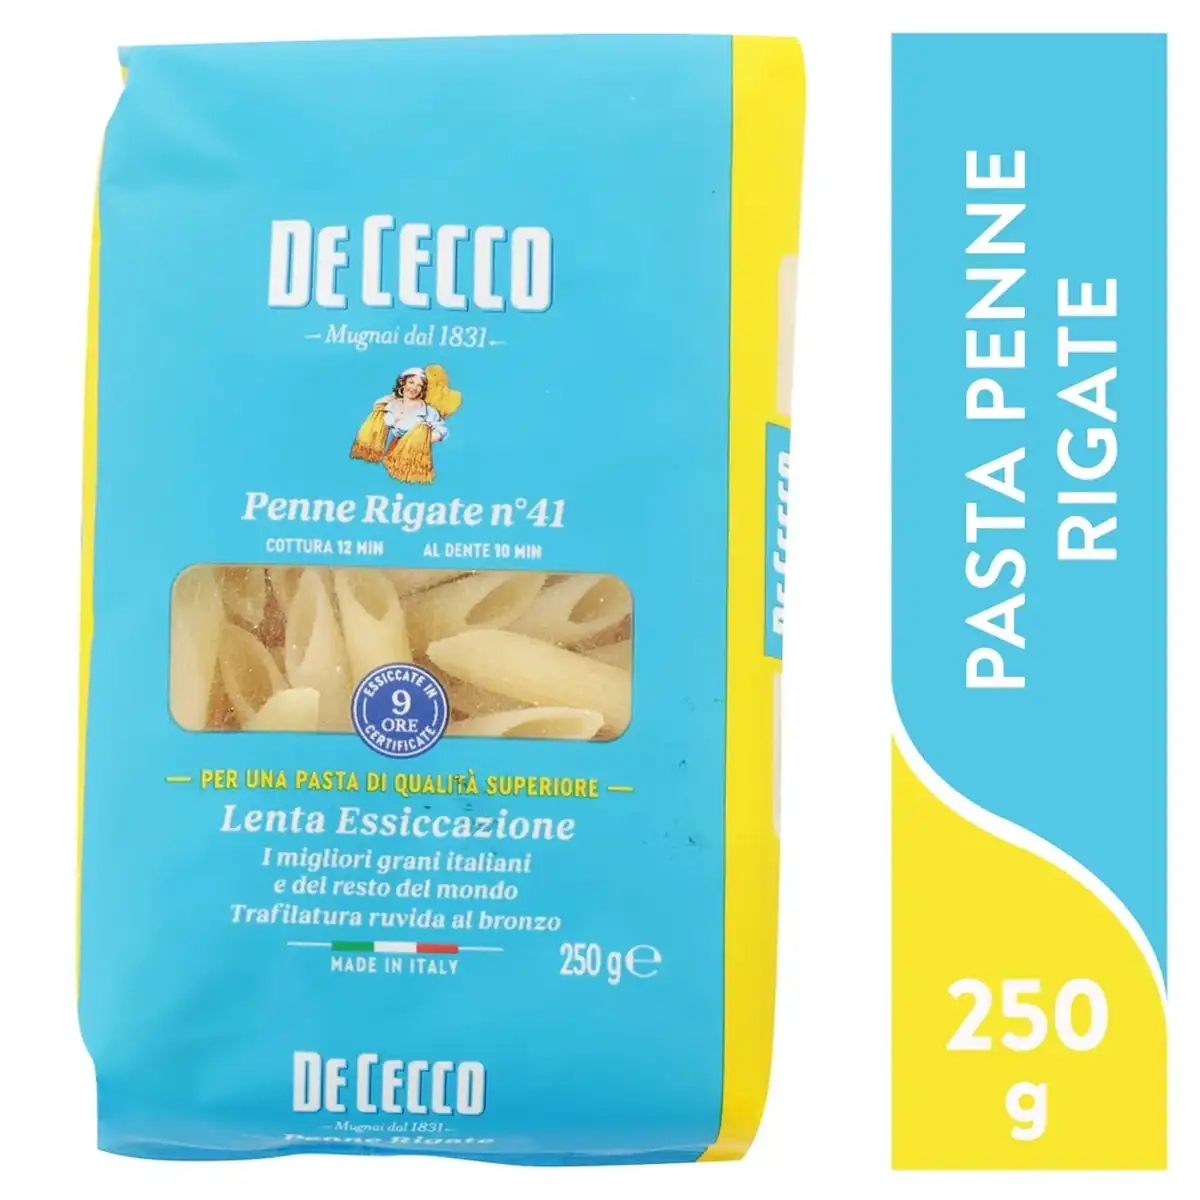 DE CECCO
Mugnai dal 1831
Penne Rigate n°41
COTTURA 12 MIN AL DENTE 10 MIN
ESSICCATE IN
9
ORE
CERTIFICATE
PER UNA PASTA DI QUALITÀ SUPERIORE
Lenta Essiccazione
I migliori grani italiani
e del resto del mondo
Trafilatura ruvida al bronzo
MADE IN ITALY
250 g e
DE CECCO
Mugnai dal 1831
Penne Rigate
DE CECCO
PASTA PENNE
RIGATE
250
g